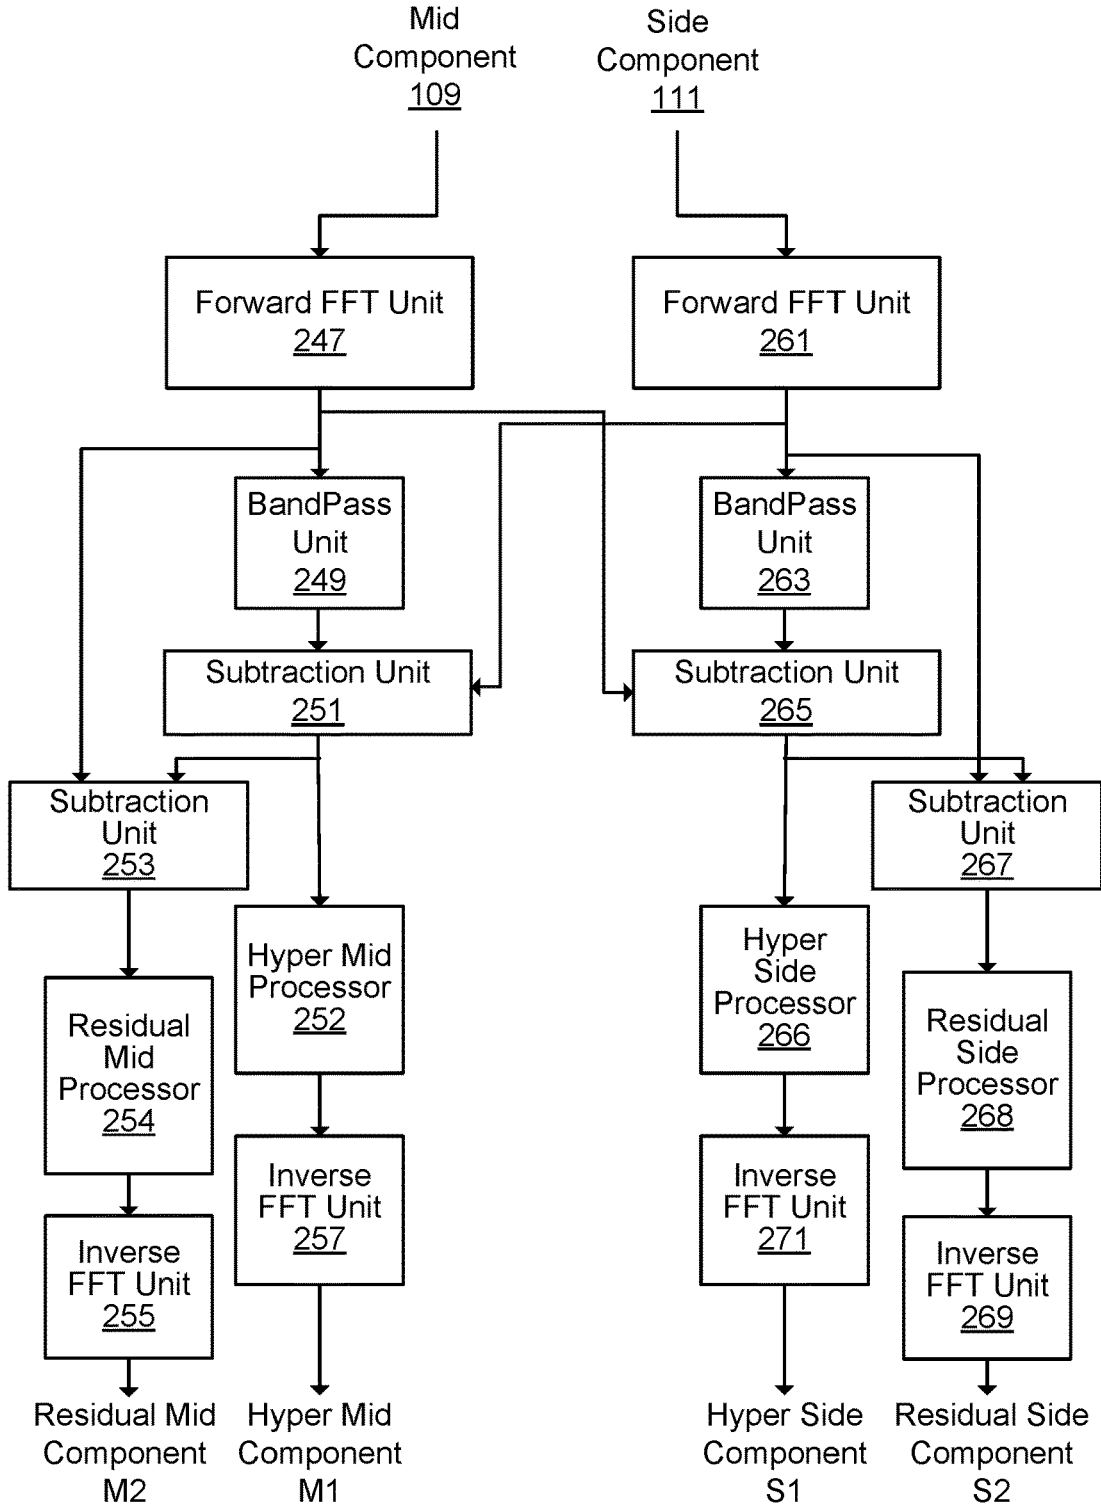 Mid
Component
109
Side
Component
111
Forward FFT Unit
247
Forward FFT Unit
261
BandPass
Unit
249
BandPass
Unit
263
Subtraction Unit
251
Subtraction Unit
265
Subtraction
Unit
253
Subtraction
Unit
267
Hyper Mid
Processor
252
Hyper
Side
Processor
266
Residual
Mid
Processor
254
Residual
Side
Processor
268
Inverse
FFT Unit
257
Inverse
FFT Unit
271
Inverse
FFT Unit
255
Inverse
FFT Unit
269
Residual Mid
Component
M2
Hyper Mid
Component
M1
Hyper Side
Component
S1
Residual Side
Component
S2